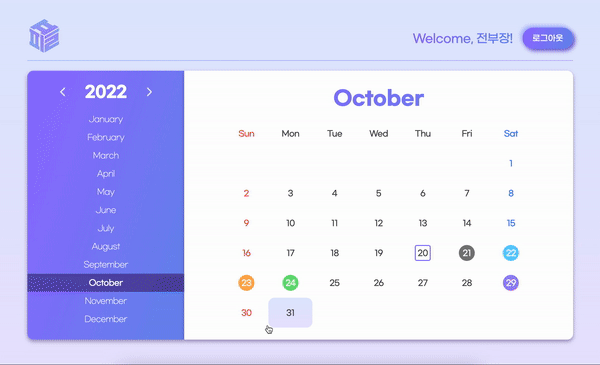 Welcome, 전부장!
로그아웃
2022
January
February
March
April
May
June
July
August
September
October
November
December
October
Sun Mon Tue Wed Thu Fri Sat
1
2 3 4 5 6 7 8
9 10 11 12 13 14 15
16 17 18 19 20 21 22
23 24 25 26 27 28 29
30 31